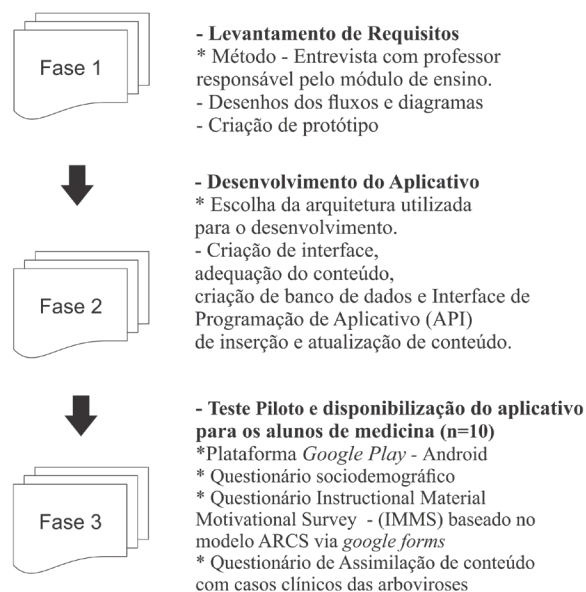 Fase 1
- Levantamento de Requisitos
* Método - Entrevista com professor
responsável pelo módulo de ensino.
- Desenhos dos fluxos e diagramas
- Criação de protótipo
Fase 2
- Desenvolvimento do Aplicativo
* Escolha da arquitetura utilizada
para o desenvolvimento.
- Criação de interface,
adequação do conteúdo,
criação de banco de dados e Interface de
Programação de Aplicativo (API)
de inserção e atualização de conteúdo.
Fase 3
- Teste Piloto e disponibilização do aplicativo
para os alunos de medicina (n=10)
*Plataforma Google Play - Android
* Questionário sociodemográfico
* Questionário Instructional Material
Motivational Survey - (IMMS) baseado no
modelo ARCS via google forms
* Questionário de Assimilação de conteúdo
com casos clínicos das arboviroses